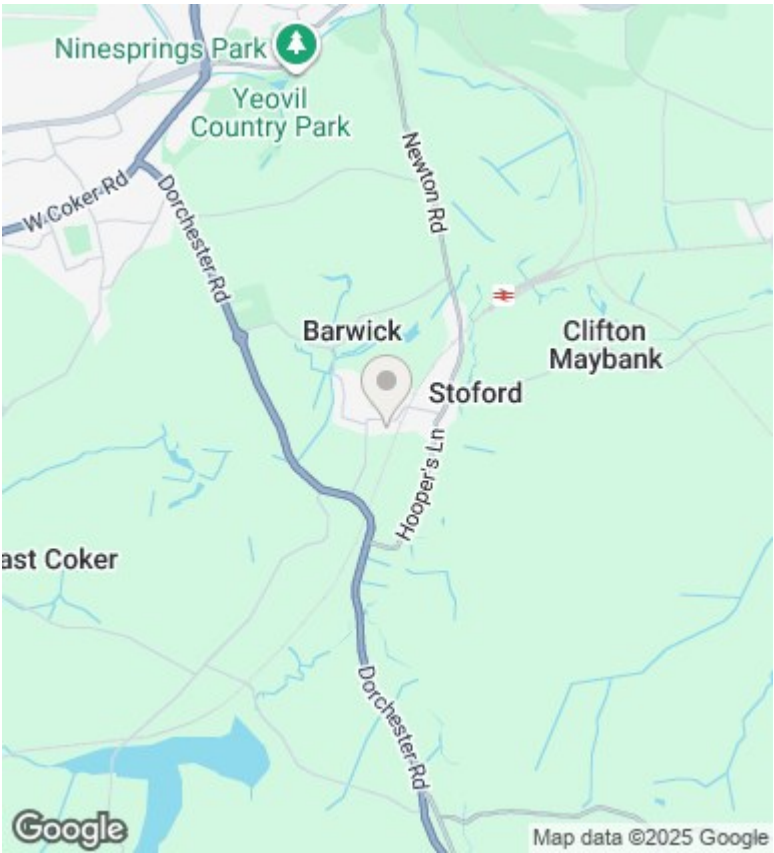 Ninesprings Park
Yeovil
Country Park
Newton Rd
W Coker Rd
Dorchester Rd
Barwick
Clifton
Maybank
Stoford
Hooper's Ln
ast Coker
Dorchester Rd
Google
Map data ©2025 Google